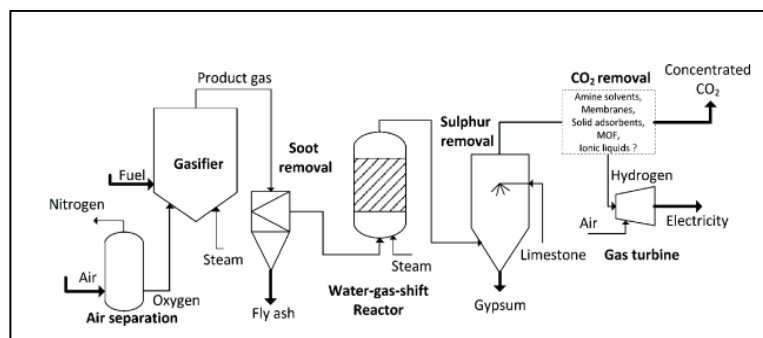 Product gas
Gasifier
Fuel
Nitrogen
Steam
Air
Oxygen
Air separation
Soot
removal
Fly ash
Water-gas-shift
Reactor
Steam
Sulphur
removal
Limestone
Gypsum
CO₂ removal
Amine solvents,
Membranes,
Solid adsorbents,
MOF,
Ionic liquids ?
Concentrated
CO₂
Hydrogen
Air
Electricity
Gas turbine